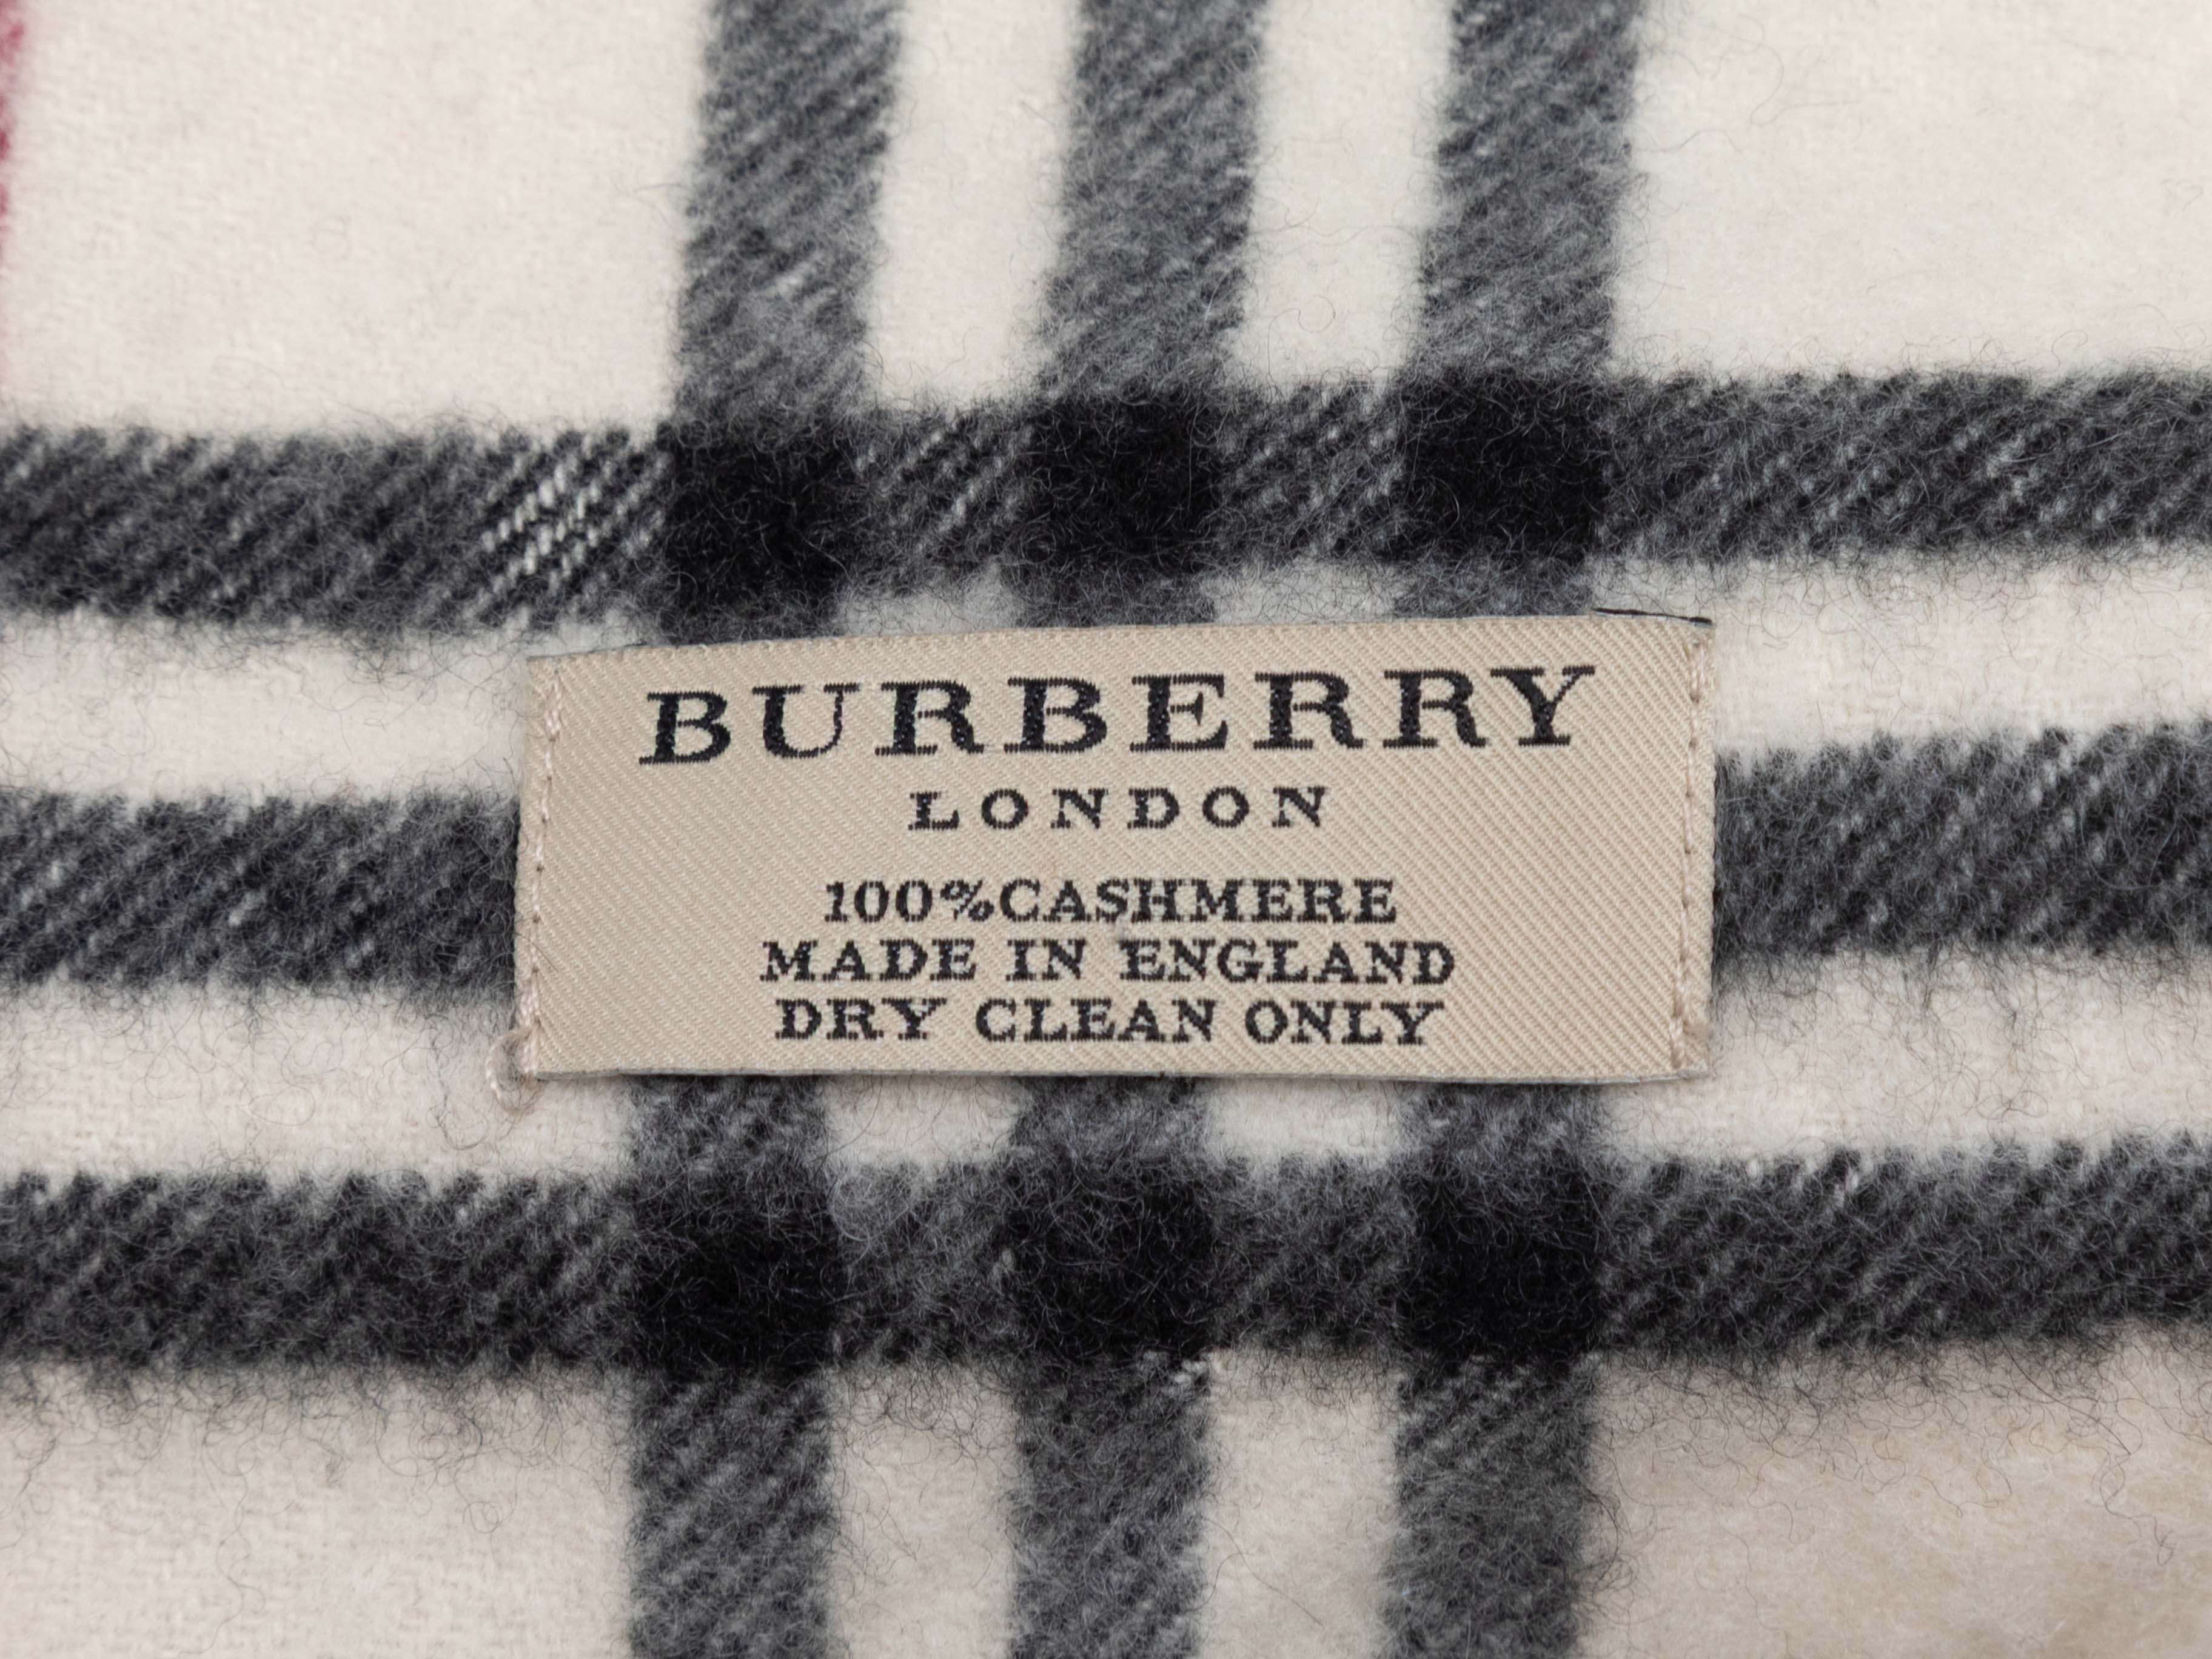 BURBERRY
LONDON
100%CASHMERE
MADE IN ENGLAND
DRY CLEAN ONLY